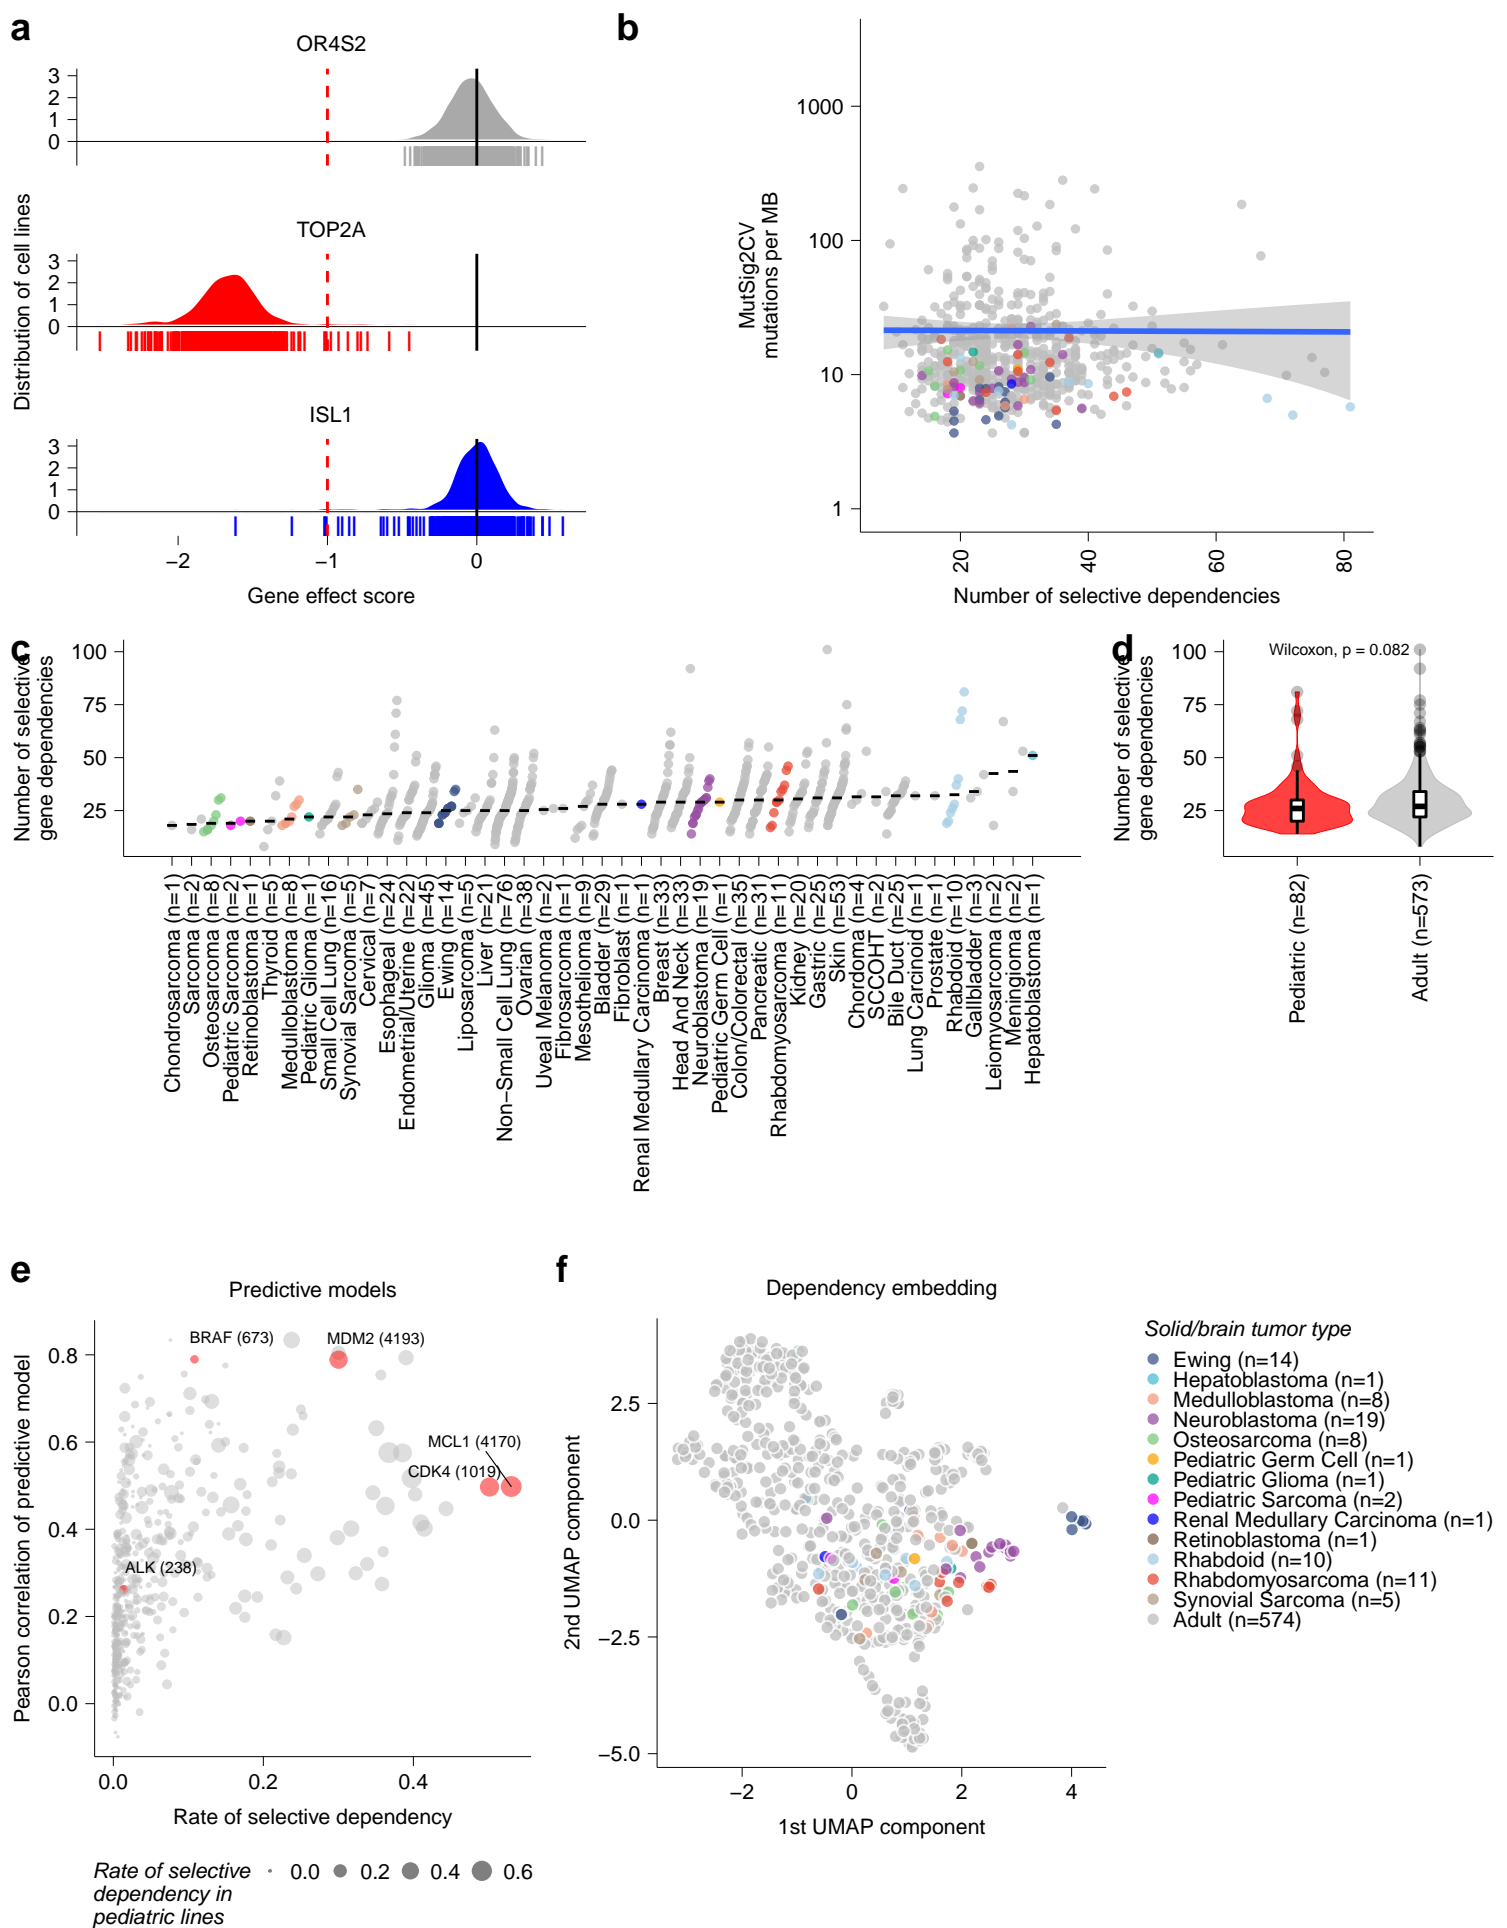 a
OR4S2
3
2
1
0
TOP2A
3
2
1
0
ISL1
3
2
1
0
−2
−1
0
Gene effect score
Distribution of cell lines
b
1000
100
10
1
MutSig2CV
mutations per MB
20
40
60
80
Number of selective dependencies
c
Number of selective
gene dependencies
100
75
50
25
Chondrosarcoma (n=1)
Sarcoma (n=2)
Osteosarcoma (n=8)
Pediatric Sarcoma (n=2)
Retinoblastoma (n=1)
Thyroid (n=5)
Medulloblastoma (n=8)
Pediatric Glioma (n=1)
Small Cell Lung (n=16)
Synovial Sarcoma (n=5)
Cervical (n=7)
Esophageal (n=24)
Endometrial/Uterine (n=22)
Glioma (n=45)
Ewing (n=14)
Liposarcoma (n=5)
Liver (n=21)
Non−Small Cell Lung (n=76)
Ovarian (n=38)
Uveal Melanoma (n=2)
Fibrosarcoma (n=1)
Mesothelioma (n=9)
Bladder (n=29)
Fibroblast (n=1)
Renal Medullary Carcinoma (n=1)
Breast (n=33)
Head And Neck (n=33)
Neuroblastoma (n=19)
Pediatric Germ Cell (n=1)
Colon/Colorectal (n=35)
Pancreatic (n=31)
Rhabdomyosarcoma (n=11)
Kidney (n=20)
Gastric (n=25)
Skin (n=53)
Chordoma (n=4)
SCCOHT (n=2)
Bile Duct (n=25)
Lung Carcinoid (n=1)
Prostate (n=1)
Rhabdoid (n=10)
Gallbladder (n=3)
Leiomyosarcoma (n=2)
Meningioma (n=2)
Hepatoblastoma (n=1)
d
Number of selective
gene dependencies
100
75
50
25
Wilcoxon, p = 0.082
Pediatric (n=82)
Adult (n=573)
e
Predictive models
Pearson correlation of predictive model
0.8
0.6
0.4
0.2
0.0
BRAF (673)
MDM2 (4193)
MCL1 (4170)
CDK4 (1019)
ALK (238)
0.0
0.2
0.4
Rate of selective dependency
Rate of selective
dependency in
pediatric lines
0.0
0.2
0.4
0.6
f
Dependency embedding
2nd UMAP component
2.5
0.0
−2.5
−5.0
−2
0
2
4
1st UMAP component
Solid/brain tumor type
Ewing (n=14)
Hepatoblastoma (n=1)
Medulloblastoma (n=8)
Neuroblastoma (n=19)
Osteosarcoma (n=8)
Pediatric Germ Cell (n=1)
Pediatric Glioma (n=1)
Pediatric Sarcoma (n=2)
Renal Medullary Carcinoma (n=1)
Retinoblastoma (n=1)
Rhabdoid (n=10)
Rhabdomyosarcoma (n=11)
Synovial Sarcoma (n=5)
Adult (n=574)